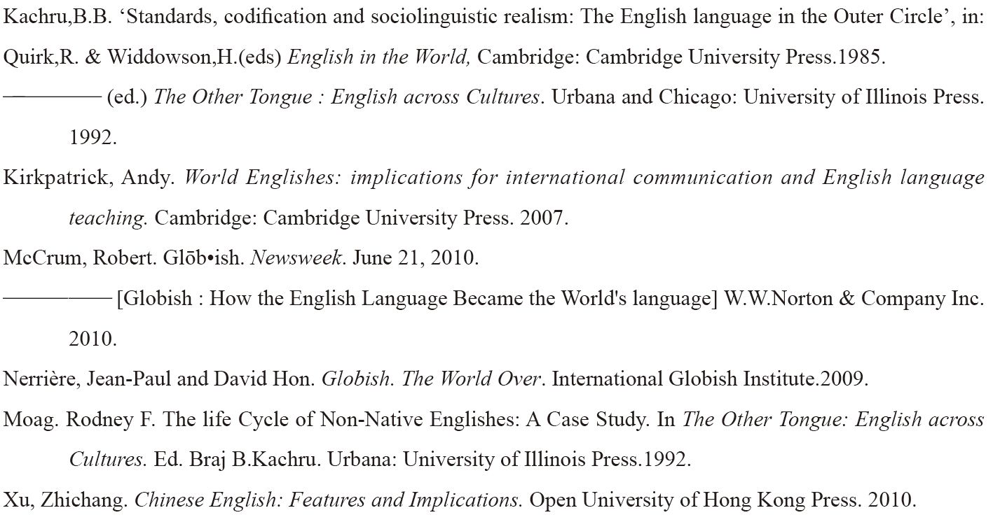 Kachru,B.B. ‘Standards, codification and sociolinguistic realism: The English language in the Outer Circle’, in:
Quirk,R. & Widdowson,H.(eds) English in the World, Cambridge: Cambridge University Press.1985.
————— (ed.) The Other Tongue : English across Cultures. Urbana and Chicago: University of Illinois Press.
1992.
Kirkpatrick, Andy. World Englishes: implications for international communication and English language
teaching. Cambridge: Cambridge University Press. 2007.
McCrum, Robert. Glōb•ish. Newsweek. June 21, 2010.
————— [Globish : How the English Language Became the World's language] W.W.Norton & Company Inc.
2010.
Nerrière, Jean-Paul and David Hon. Globish. The World Over. International Globish Institute.2009.
Moag. Rodney F. The life Cycle of Non-Native Englishes: A Case Study. In The Other Tongue: English across
Cultures. Ed. Braj B.Kachru. Urbana: University of Illinois Press.1992.
Xu, Zhichang. Chinese English: Features and Implications. Open University of Hong Kong Press. 2010.